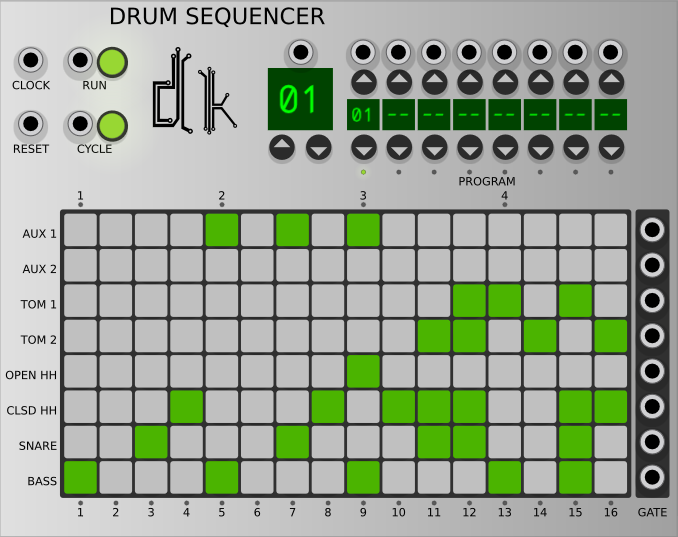 DRUM SEQUENCER
CLOCK
RUN
RESET
CYCLE
dlk
01
01 -- -- -- -- -- -- --
PROGRAM
1 2 3 4
AUX 1
AUX 2
TOM 1
TOM 2
OPEN HH
CLSD HH
SNARE
BASS
1 2 3 4 5 6 7 8 9 10 11 12 13 14 15 16
GATE